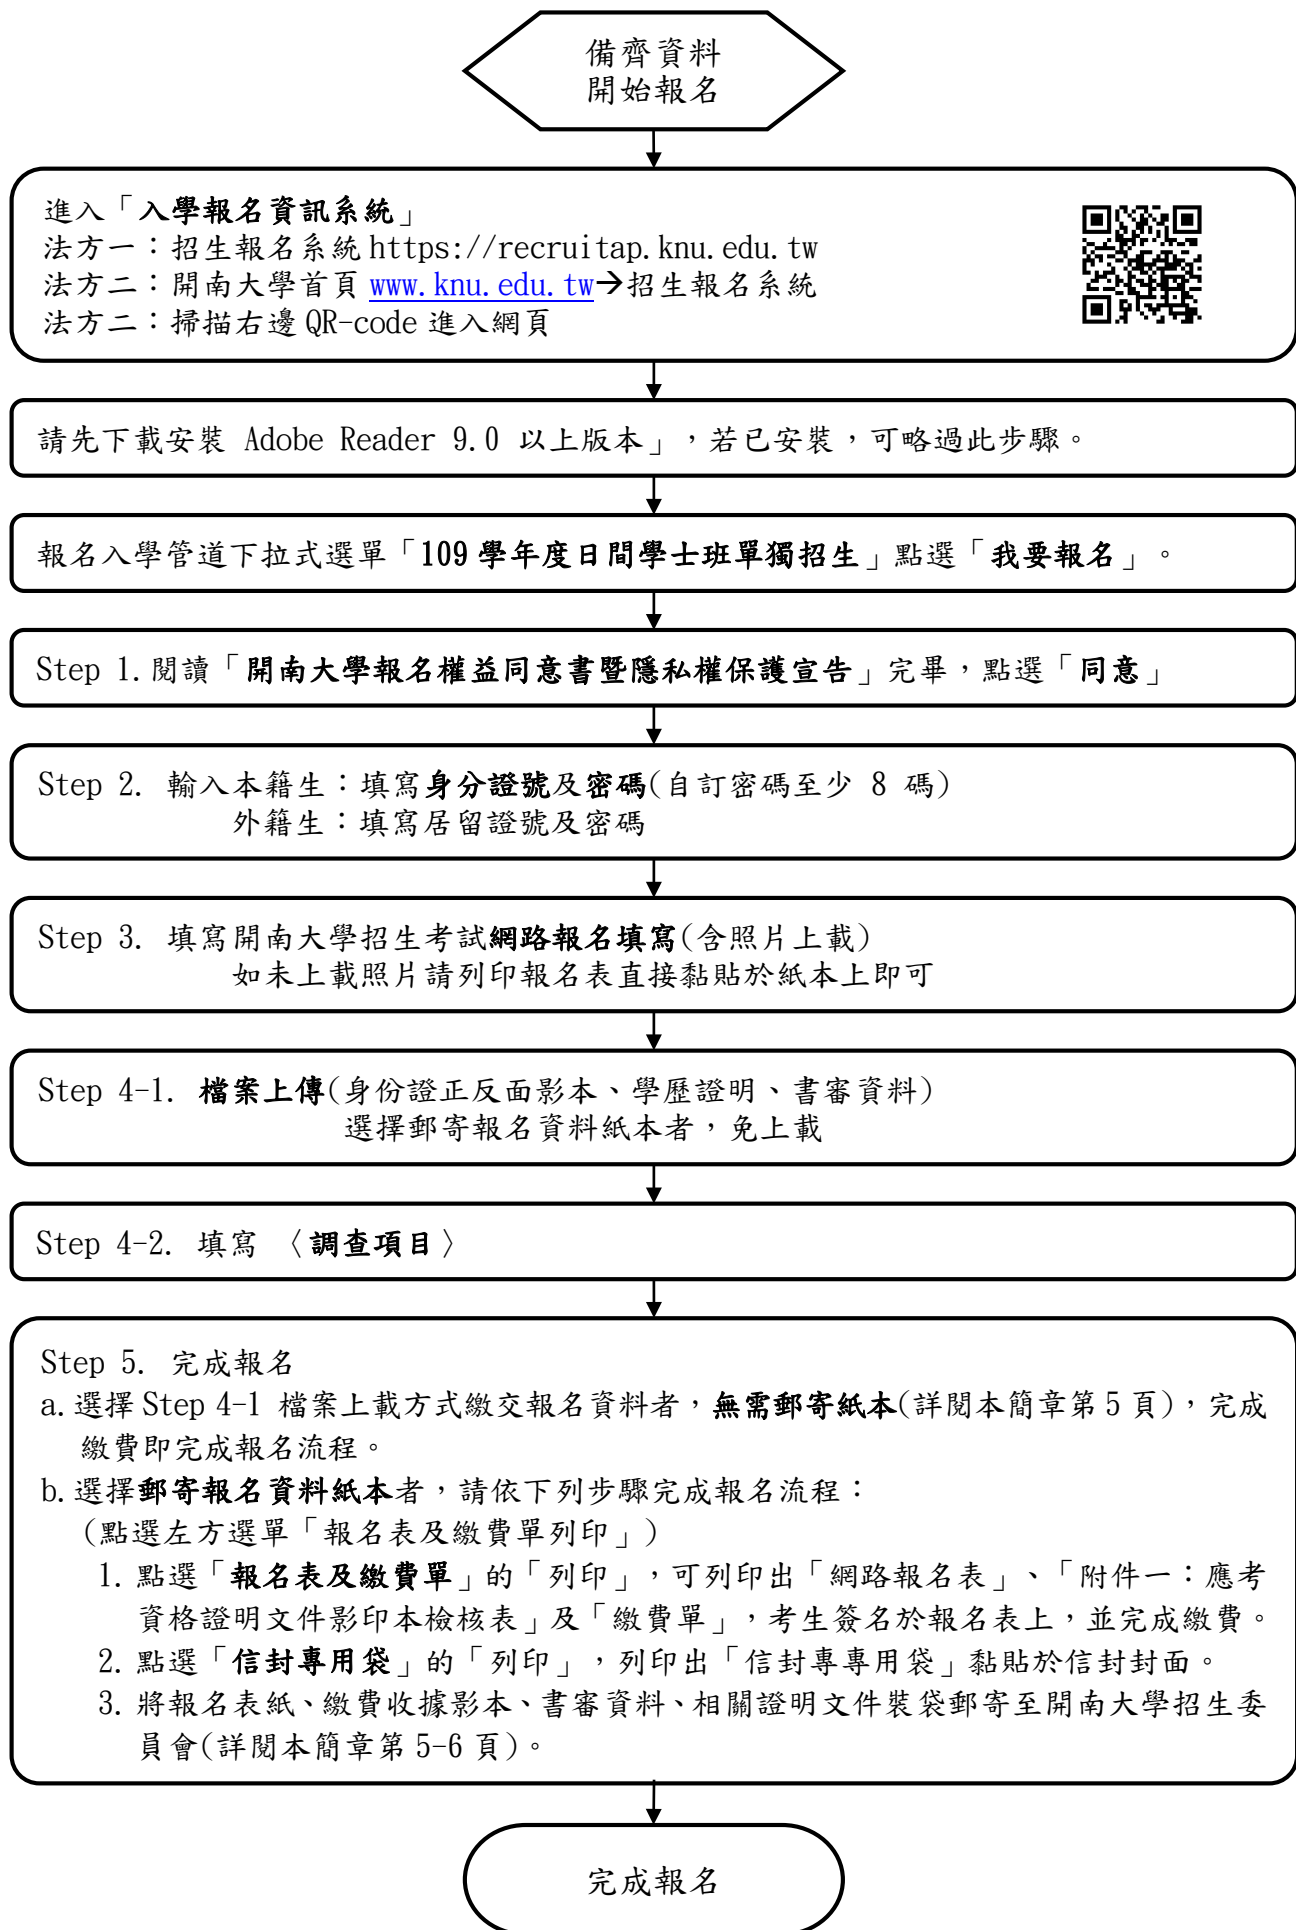 備齊資料
開始報名
進入「入學報名資訊系統」
法方一：招生報名系統 https://recruitap.knu.edu.tw
法方二：開南大學首頁 www.knu.edu.tw→招生報名系統
法方二：掃描右邊 QR-code 進入網頁
請先下載安裝 Adobe Reader 9.0 以上版本」，若已安裝，可略過此步驟。
報名入學管道下拉式選單「109 學年度日間學士班單獨招生」點選「我要報名」。
Step 1.閱讀「開南大學報名權益同意書暨隱私權保護宣告」完畢，點選「同意」
Step 2. 輸入本籍生：填寫身分證號及密碼(自訂密碼至少 8 碼)
外籍生：填寫居留證號及密碼
Step 3. 填寫開南大學招生考試網路報名填寫(含照片上載)
如未上載照片請列印報名表直接黏貼於紙本上即可
Step 4-1. 檔案上傳(身份證正反面影本、學歷證明、書審資料)
選擇郵寄報名資料紙本者，免上載
Step 4-2. 填寫 〈調查項目〉
Step 5. 完成報名
a.選擇 Step 4-1 檔案上載方式繳交報名資料者，無需郵寄紙本(詳閱本簡章第 5 頁)，完成
繳費即完成報名流程。
b.選擇郵寄報名資料紙本者，請依下列步驟完成報名流程：
(點選左方選單「報名表及繳費單列印」)
1. 點選「報名表及繳費單」的「列印」，可列印出「網路報名表」、「附件一：應考
資格證明文件影印本檢核表」及「繳費單」，考生簽名於報名表上，並完成繳費。
2. 點選「信封專用袋」的「列印」，列印出「信封專專用袋」黏貼於信封封面。
3. 將報名表紙、繳費收據影本、書審資料、相關證明文件裝袋郵寄至開南大學招生委
員會(詳閱本簡章第 5-6 頁)。
完成報名